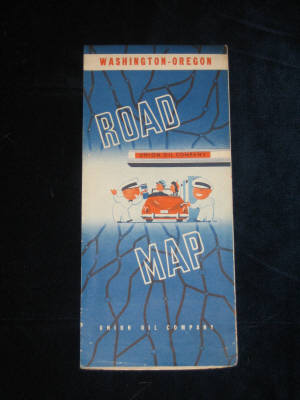 WASHINGTON-OREGON
ROAD
UNION OIL COMPANY
MAP
UNION OIL COMPANY